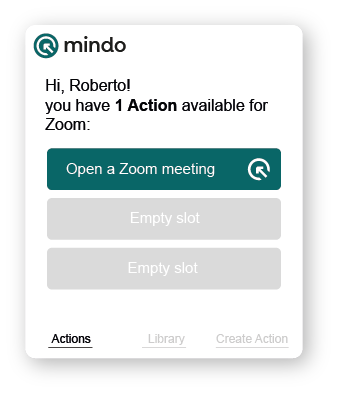 mindo
Hi, Roberto!
you have 1 Action available for
Zoom:
Open a Zoom meeting
Empty slot
Empty slot
Actions Library Create Action